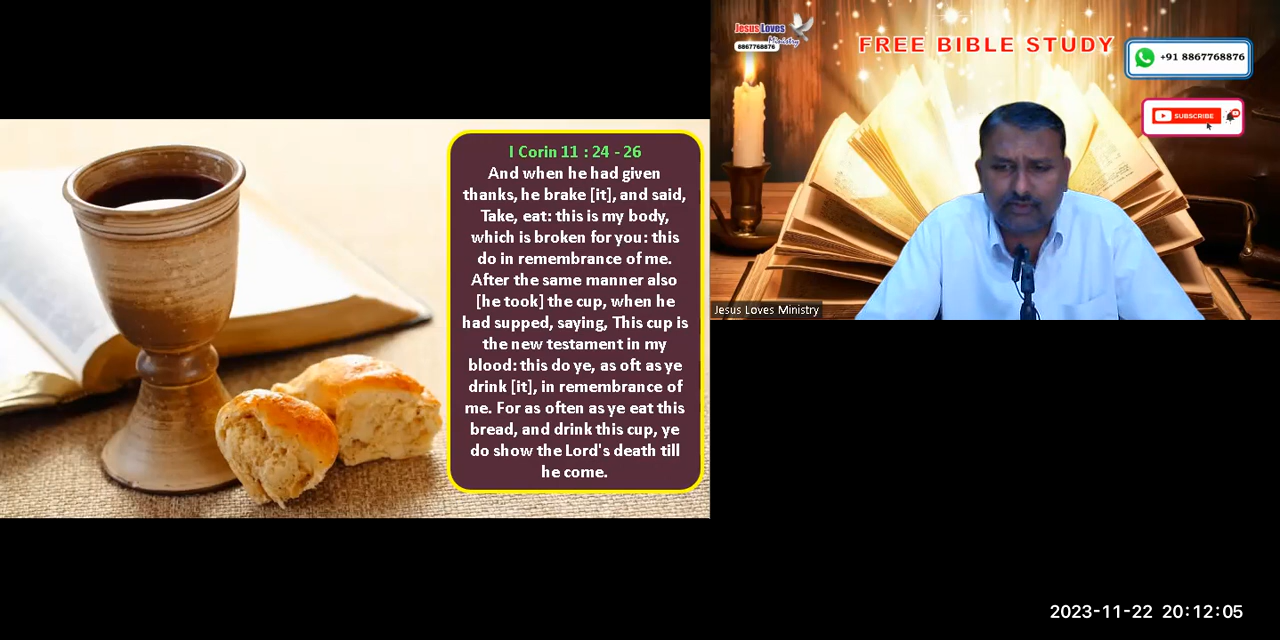 I Corin 11 : 24 - 26
And when he had given
thanks, he brake [it], and said,
Take, eat: this is my body,
which is broken for you: this
do in remembrance of me.
After the same manner also
[he took] the cup, when he
had supped, saying, This cup is
the new testament in my
blood: this do ye, as oft as ye
drink [it], in remembrance of
me. For as often as ye eat this
bread, and drink this cup, ye
do show the Lord's death till
he come.
Jesus Loves
Ministry
8867768876
FREE BIBLE STUDY
+91 8867768876
SUBSCRIBE
Jesus Loves Ministry
2023-11-22 20:12:05